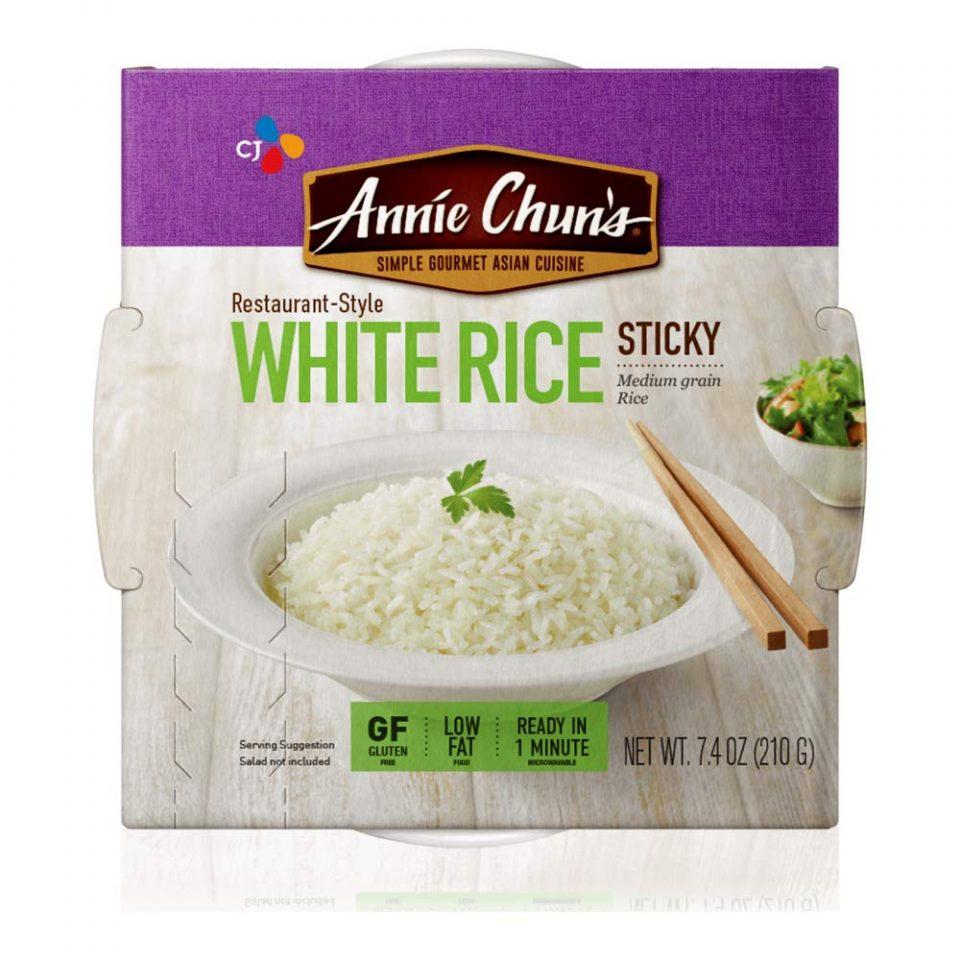 CJ
Annie Chun's®
SIMPLE GOURMET ASIAN CUISINE
Restaurant-Style
WHITE RICE
STICKY
Medium grain
Rice
GF
GLUTEN
FREE
LOW
FAT
FOOD
READY IN
1 MINUTE
MICROWAVABLE
Serving Suggestion
Salad not included
NET WT. 7.4 OZ (210 G)